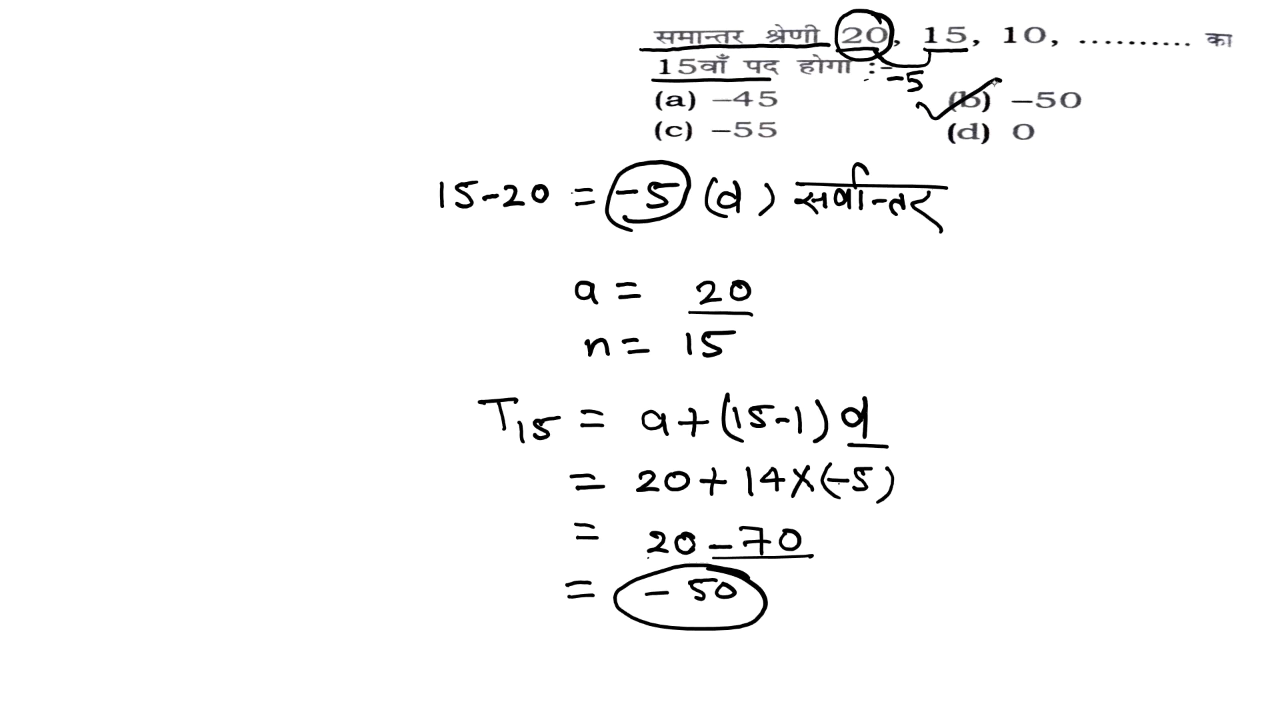 समान्तर श्रेणी 20, 15, 10, .......... का
15वाँ पद होगा :-
-5
(a) -45 (b) -50
(c) -55 (d) 0
15-20 = -5 (d) सर्वान्तर
a = 20
n = 15
T15 = a+(15-1) d
= 20+14×(-5)
= 20-70
= -50